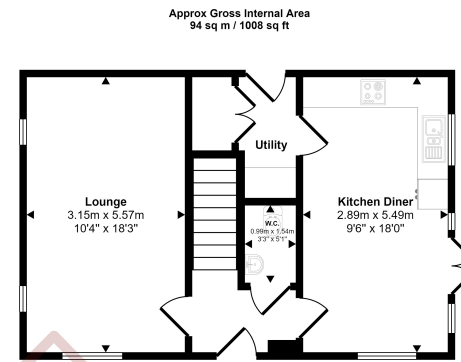 Approx Gross Internal Area
94 sq m / 1008 sq ft
Utility
Lounge
3.15m x 5.57m
10'4" x 18'3"
W.C.
0.99m x 1.54m
3'3" x 5'1"
Kitchen Diner
2.89m x 5.49m
9'6" x 18'0"